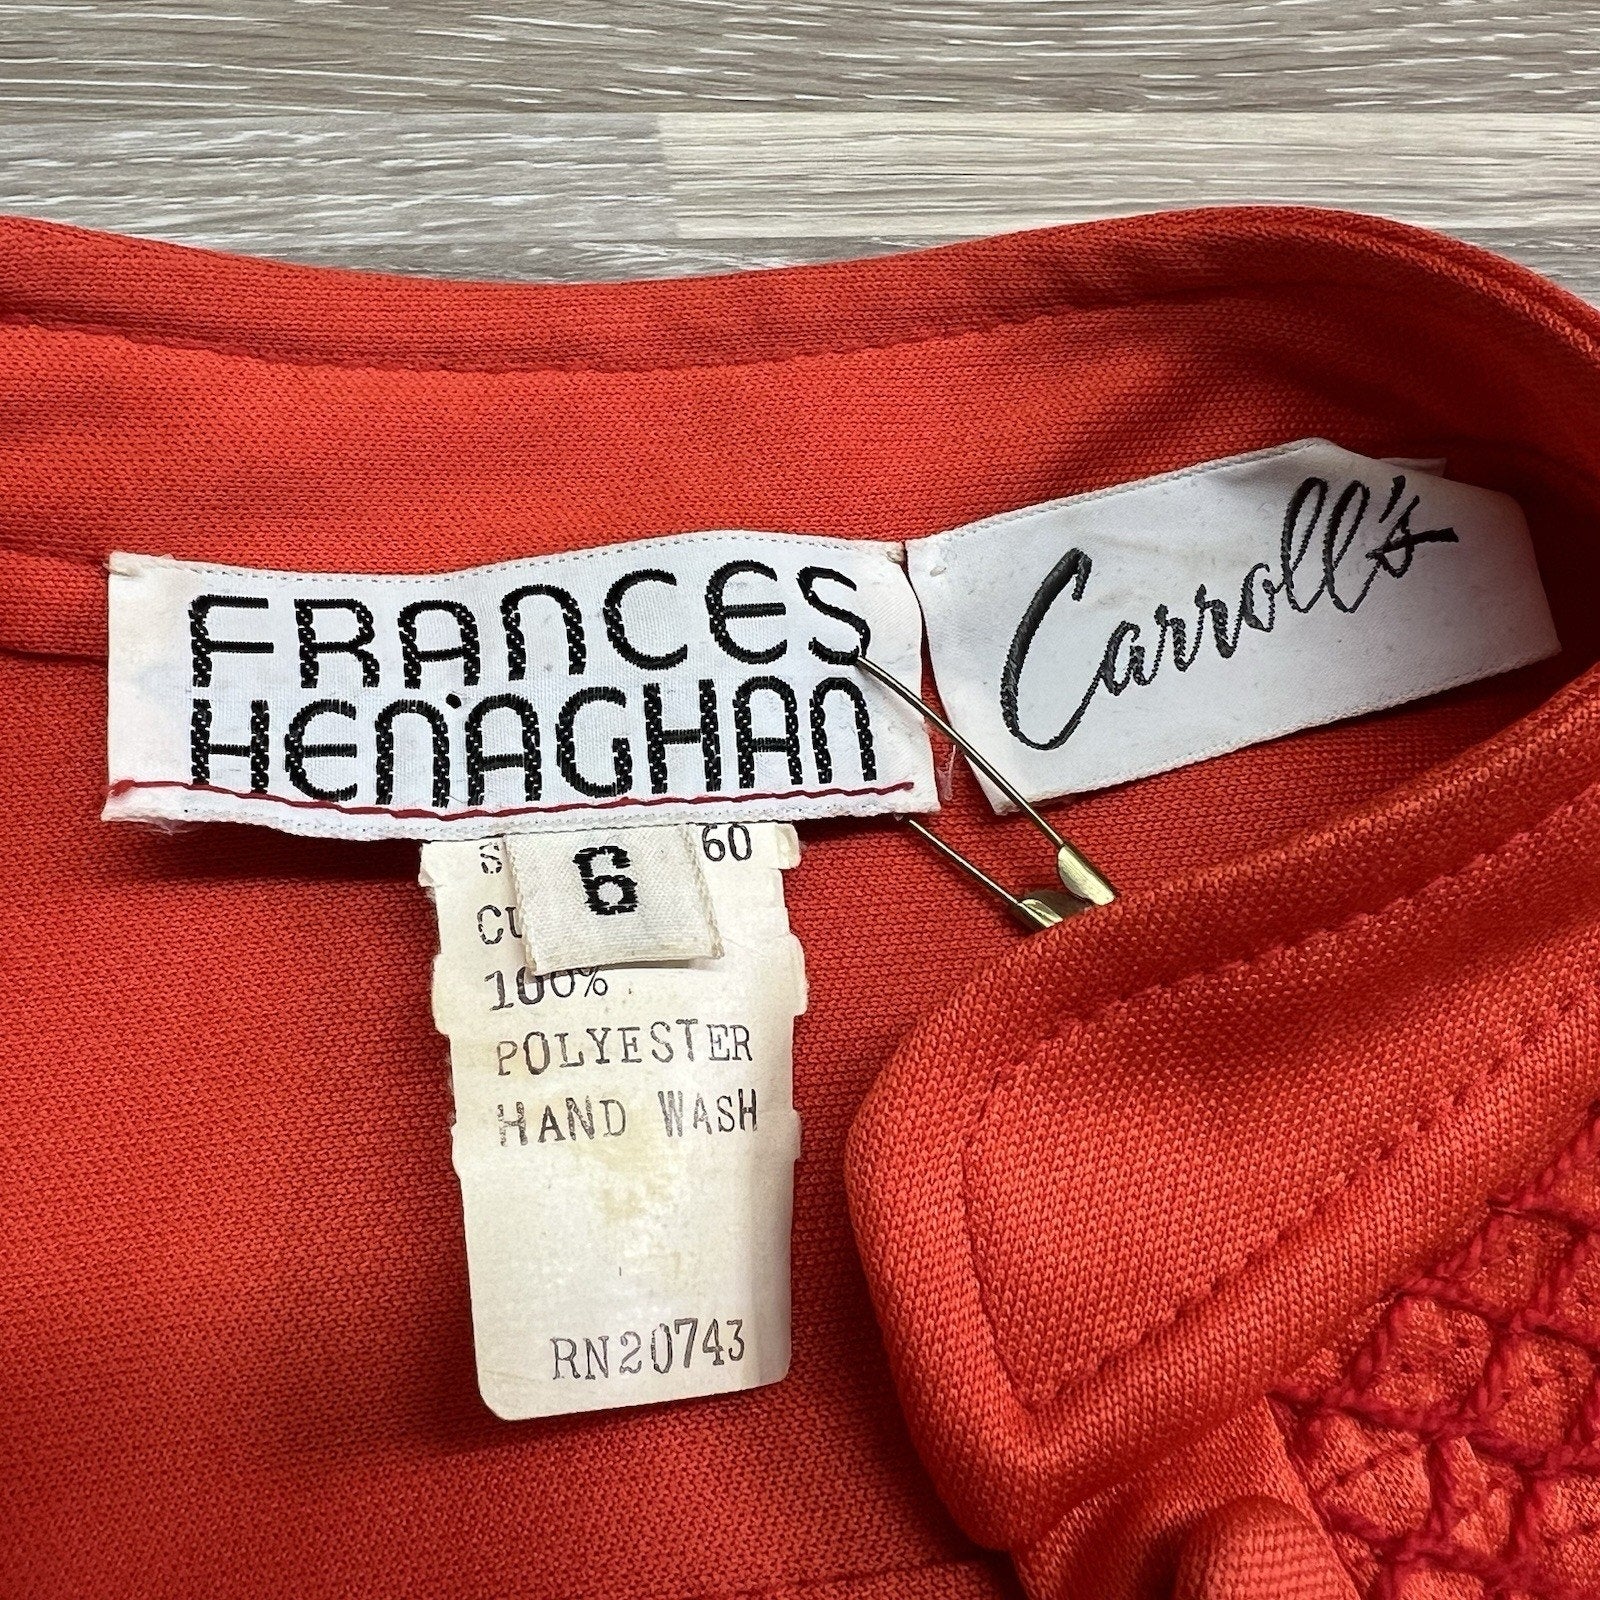 FRANCES
HENAGHAN
Carroll's
6
60
100%
POLYESTER
HAND WASH
RN20743